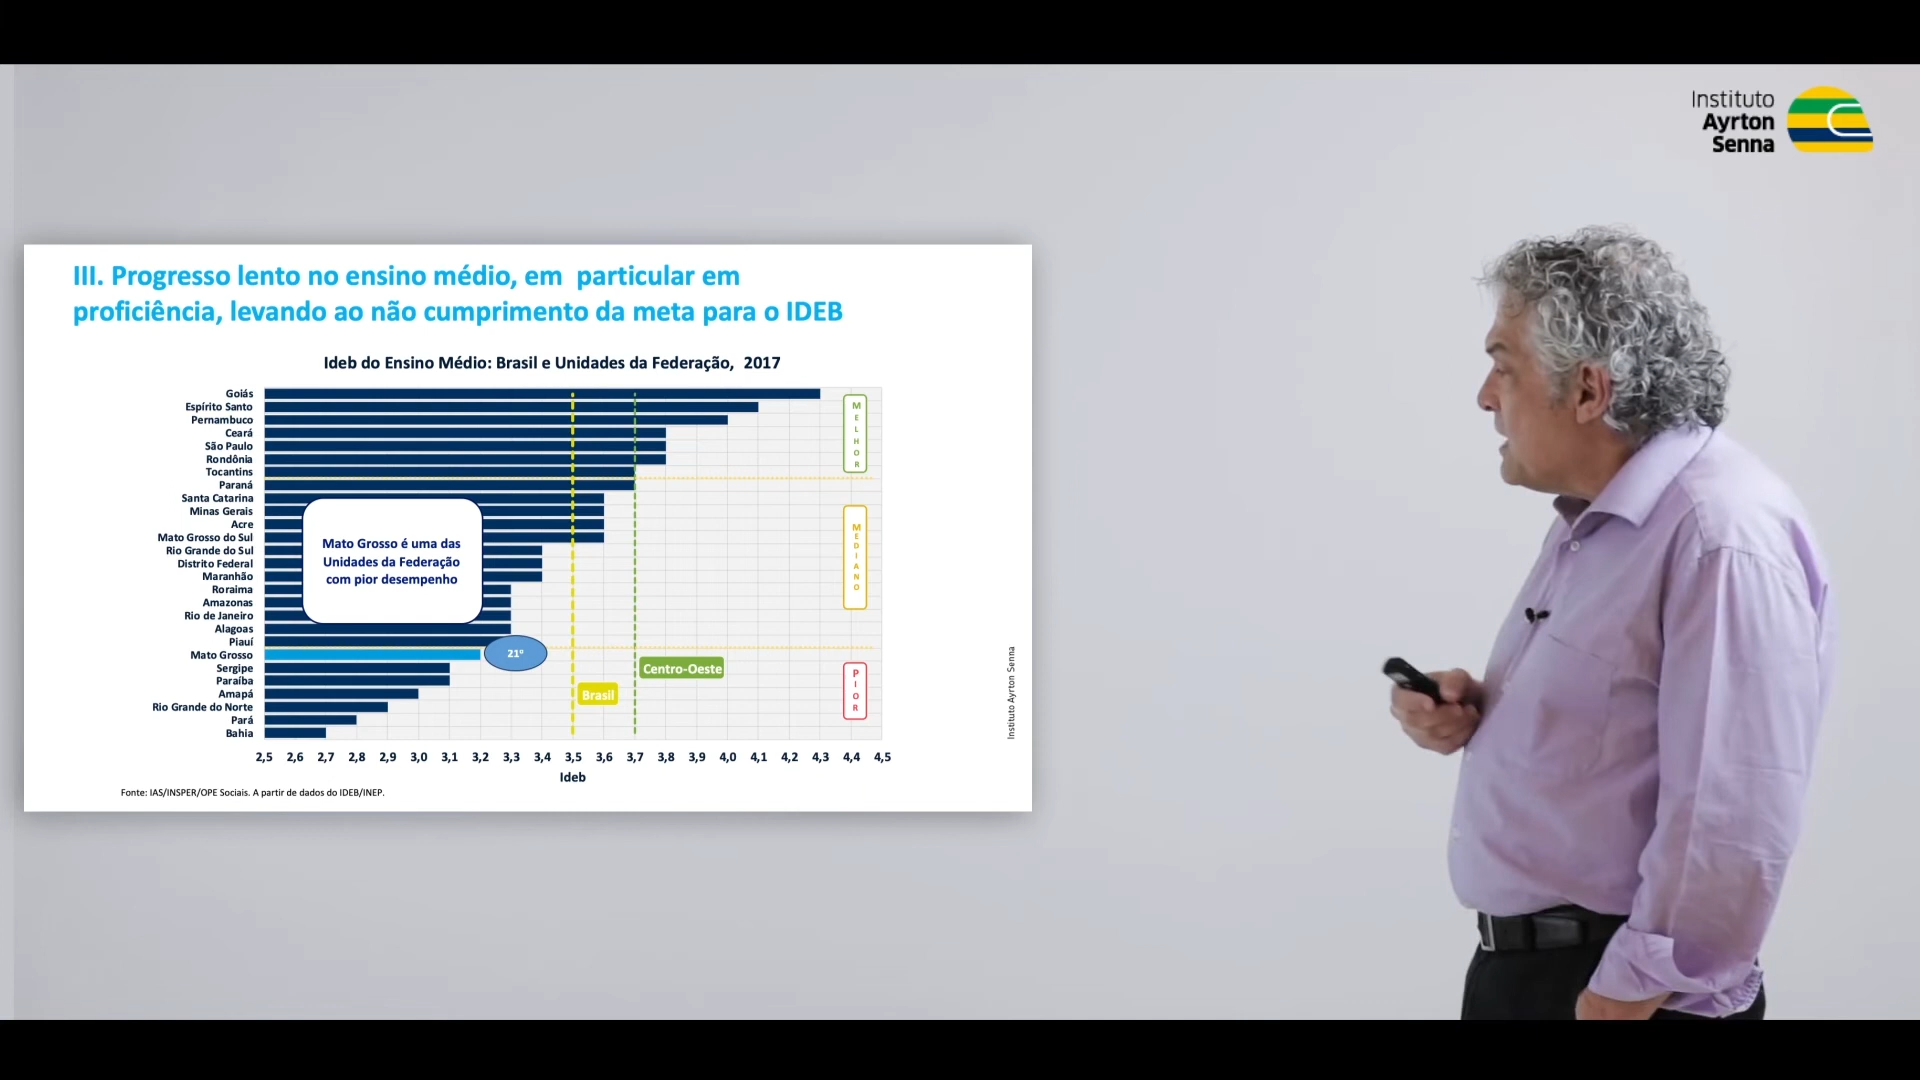 Instituto
Ayrton
Senna
III. Progresso lento no ensino médio, em particular em
proficiência, levando ao não cumprimento da meta para o IDEB
Ideb do Ensino Médio: Brasil e Unidades da Federação, 2017
Goiás
Espírito Santo
Pernambuco
Ceará
São Paulo
Rondônia
Tocantins
Paraná
Santa Catarina
Minas Gerais
Acre
Mato Grosso do Sul
Rio Grande do Sul
Distrito Federal
Maranhão
Roraima
Amazonas
Rio de Janeiro
Alagoas
Piauí
Mato Grosso
Sergipe
Paraíba
Amapá
Rio Grande do Norte
Pará
Bahia
Mato Grosso é uma das
Unidades da Federação
com pior desempenho
21º
Brasil
Centro-Oeste
MELHOR
MEDIANO
PIOR
2,5 2,6 2,7 2,8 2,9 3,0 3,1 3,2 3,3 3,4 3,5 3,6 3,7 3,8 3,9 4,0 4,1 4,2 4,3 4,4 4,5
Ideb
Fonte: IAS/INSPER/OPE Sociais. A partir de dados do IDEB/INEP.
Instituto Ayrton Senna